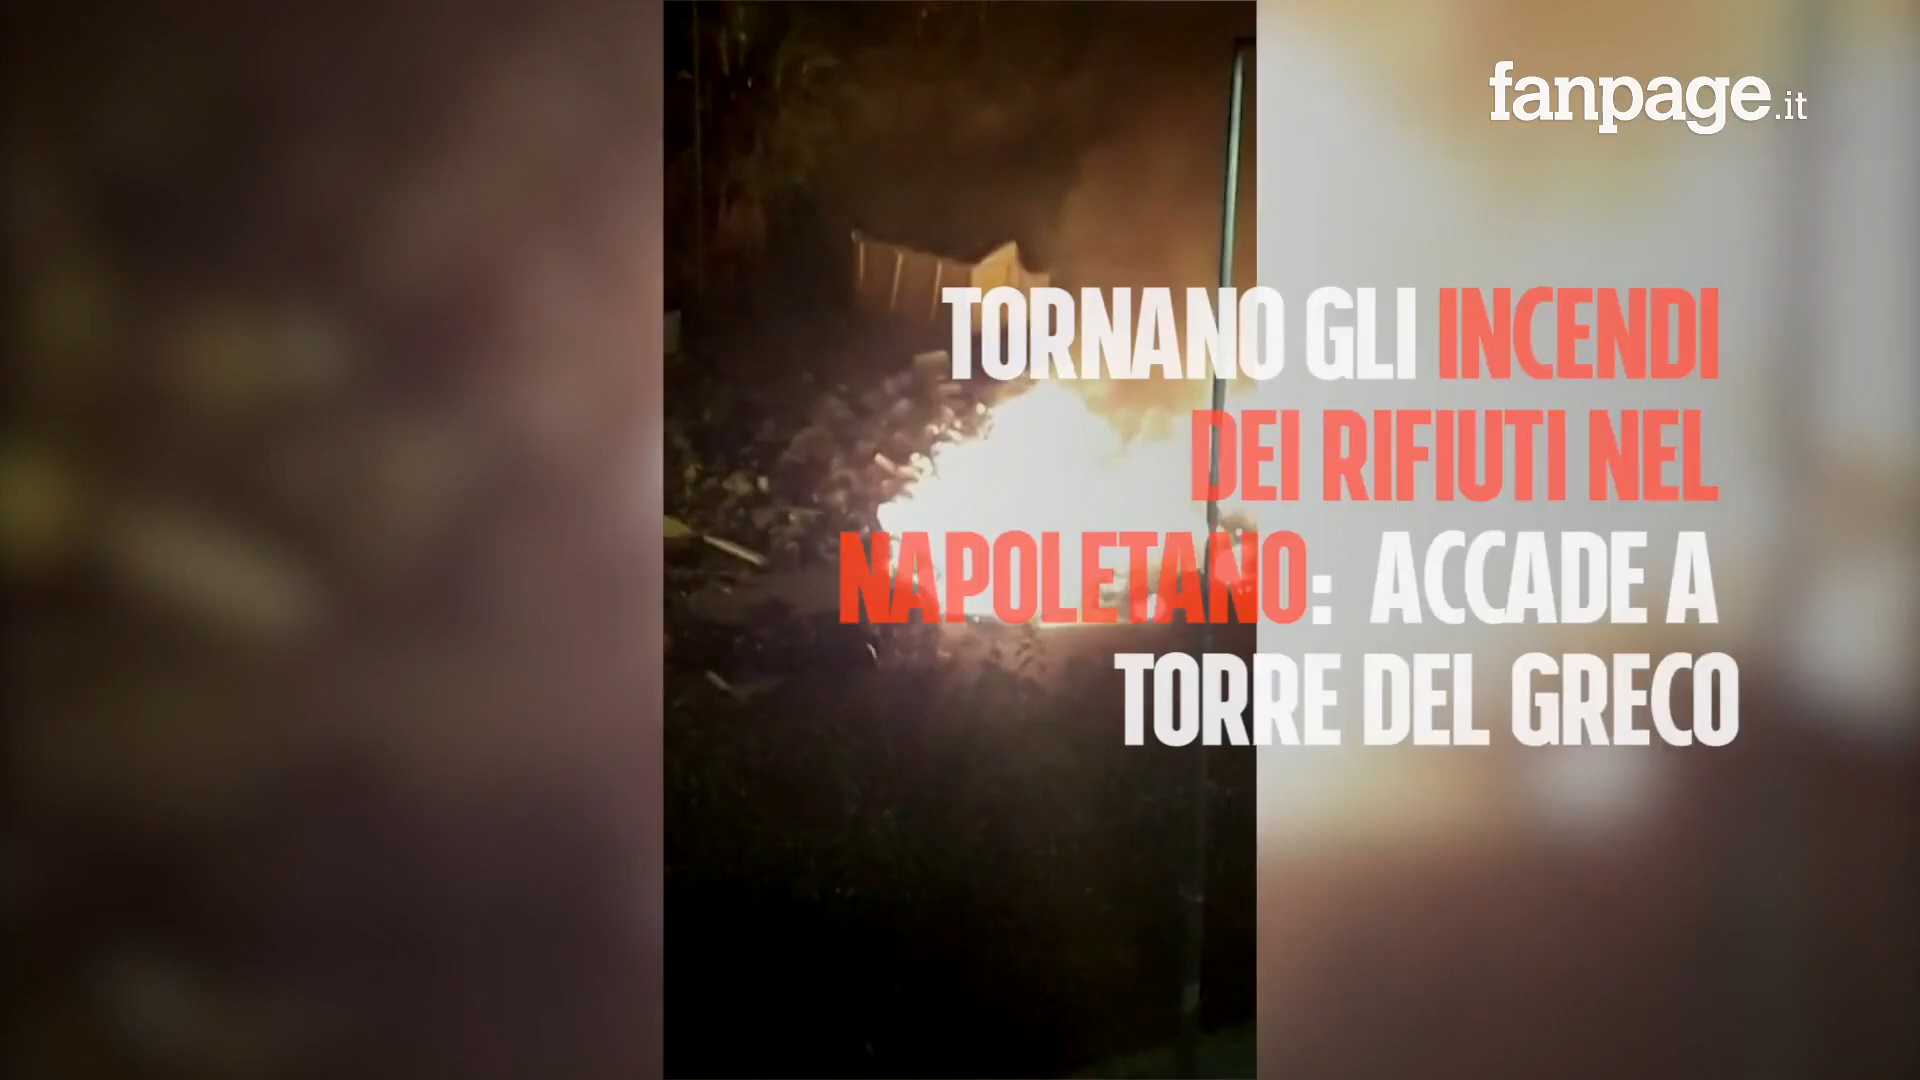 fanpage.it
TORNANO GLI INCENDI
DEI RIFIUTI NEL
NAPOLETANO: ACCADE A
TORRE DEL GRECO